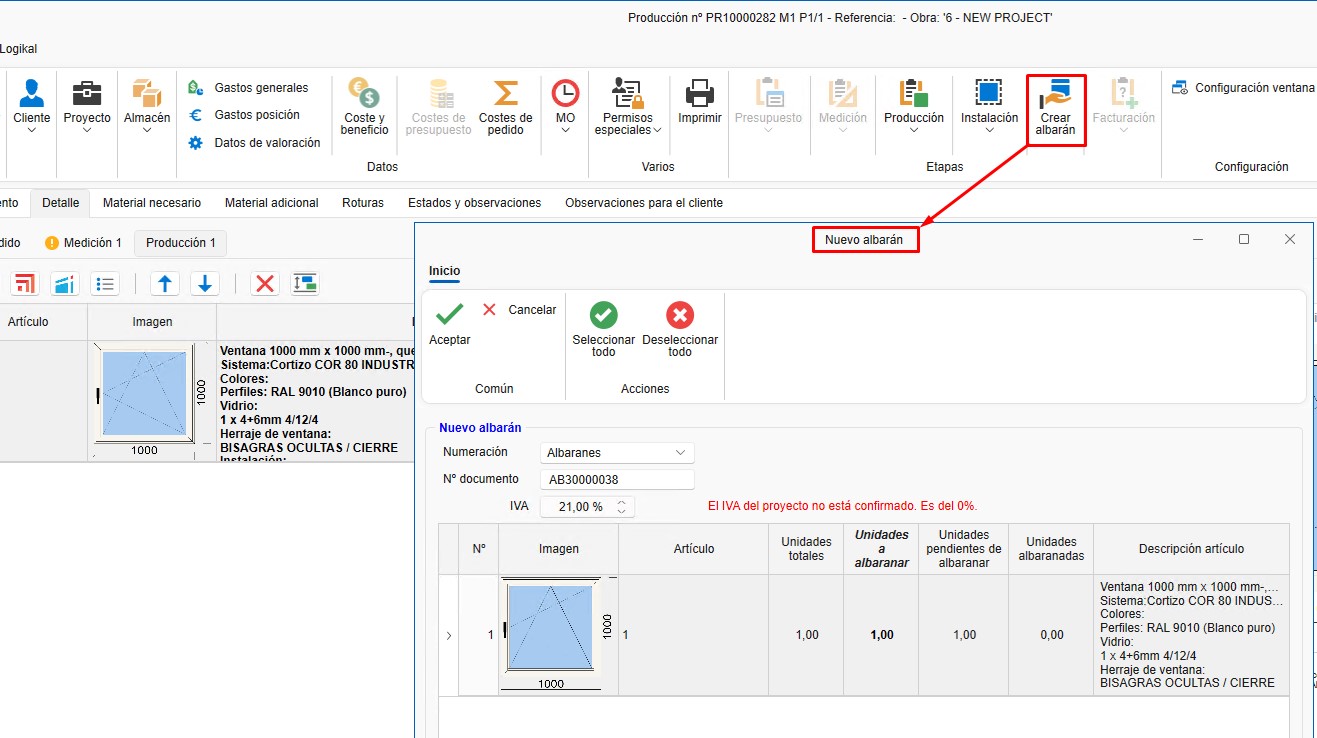 Producción nº PR10000282 M1 P1/1 - Referencia:  - Obra: '6 - NEW PROJECT'
Logikal
Cliente
Proyecto
Almacén
Gastos generales
Gastos posición
Datos de valoración
Coste y
beneficio
Costes de
presupuesto
Costes de
pedido
Datos
MO
Permisos
especiales
Imprimir
Varios
Presupuesto
Medición
Producción
Instalación
Crear
albarán
Facturación
Etapas
Configuración ventana
Configuración
nto
Detalle
Material necesario
Material adicional
Roturas
Estados y observaciones
Observaciones para el cliente
dido
Medición 1
Producción 1
Artículo
Imagen
1000
1000
Ventana 1000 mm x 1000 mm-, que
Sistema:Cortizo COR 80 INDUSTR
Colores:
Perfiles: RAL 9010 (Blanco puro)
Vidrio:
1 x 4+6mm 4/12/4
Herraje de ventana:
BISAGRAS OCULTAS / CIERRE
Instalación:
Nuevo albarán
Inicio
Aceptar
Cancelar
Común
Seleccionar
todo
Deseleccionar
todo
Acciones
Nuevo albarán
Numeración
Albaranes
Nº documento
AB30000038
IVA
21,00 %
El IVA del proyecto no está confirmado. Es del 0%.
Nº
Imagen
Artículo
Unidades
totales
Unidades
a
albaranar
Unidades
pendientes de
albaranar
Unidades
albaranadas
Descripción artículo
1
1000
1000
1
1,00
1,00
1,00
0,00
Ventana 1000 mm x 1000 mm-,...
Sistema:Cortizo COR 80 INDUS...
Colores:
Perfiles: RAL 9010 (Blanco puro)
Vidrio:
1 x 4+6mm 4/12/4
Herraje de ventana:
BISAGRAS OCULTAS / CIERRE